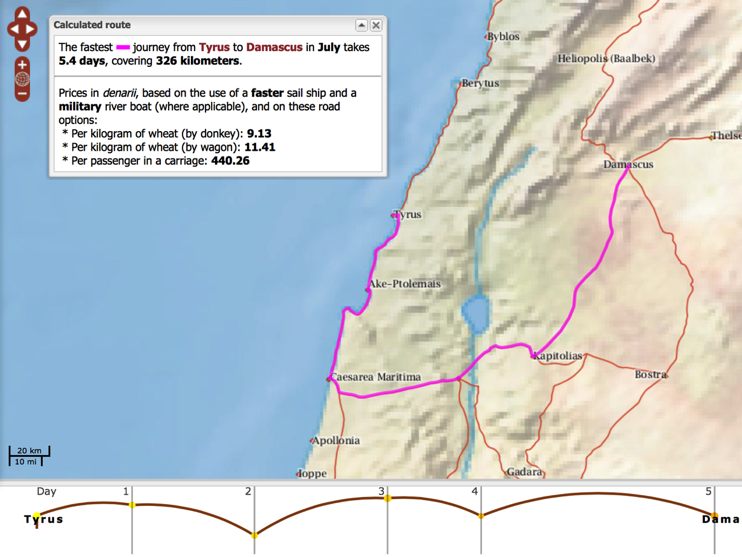 Calculated route
The fastest journey from Tyrus to Damascus in July takes
5.4 days, covering 326 kilometers.
Prices in denarii, based on the use of a faster sail ship and a
military river boat (where applicable), and on these road
options:
* Per kilogram of wheat (by donkey): 9.13
* Per kilogram of wheat (by wagon): 11.41
* Per passenger in a carriage: 440.26
Byblos
Heliopolis (Baalbek)
Berytus
Thelse
Damascus
Tyrus
Ake-Ptolemais
Kapitolias
Caesarea Maritima
Bostra
Apollonia
Ioppe
Gadara
20 km
10 mi
Day 1 2 3 4 5
Tyrus Dama